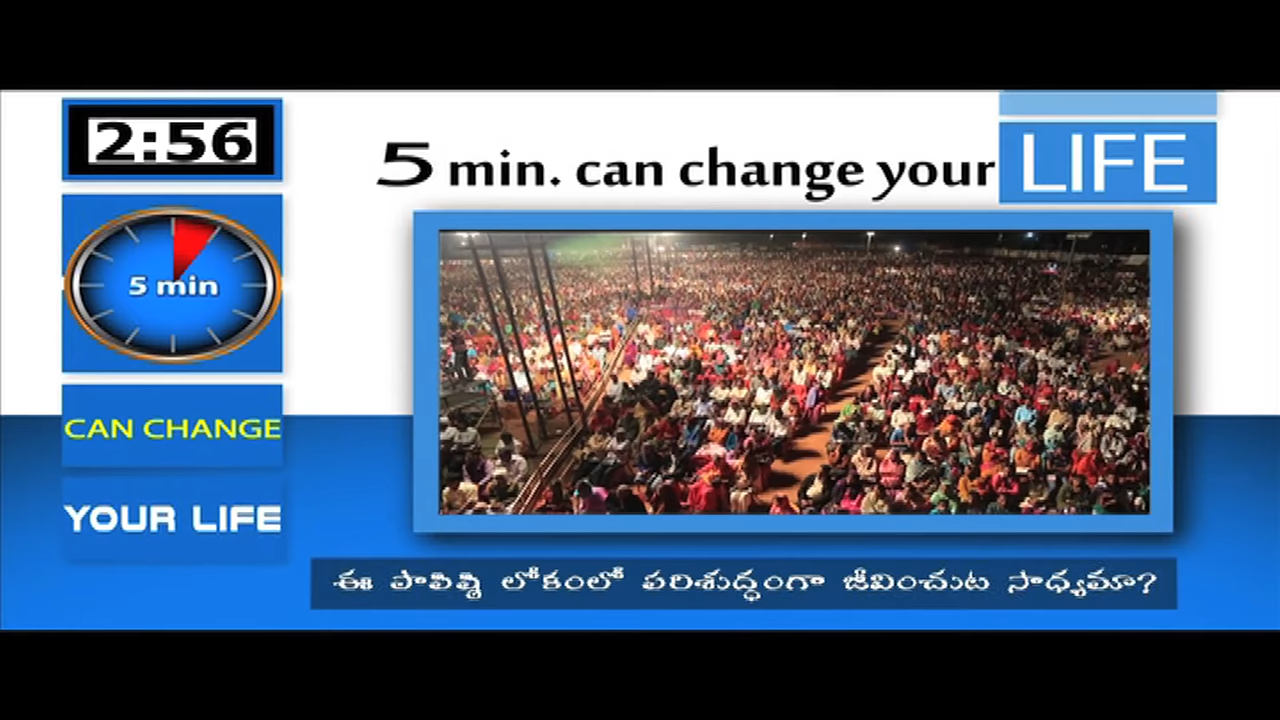 2:56
5 min. can change your LIFE
5 min
CAN CHANGE
YOUR LIFE
ఈ పాపిష్ఠి లోకంలో పరిశుద్ధంగా జీవించుట సాధ్యమా?